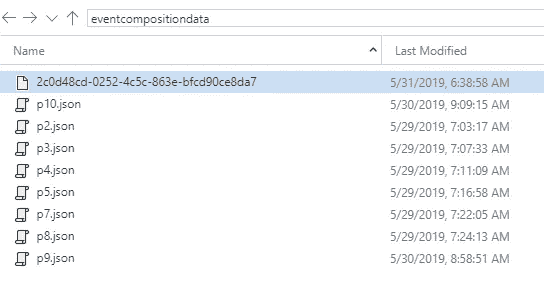 eventcompositiondata
Name Last Modified
2c0d48cd-0252-4c5c-863e-bfcd90ce8da7 5/31/2019, 6:38:58 AM
p10.json 5/30/2019, 9:09:15 AM
p2.json 5/29/2019, 7:03:17 AM
p3.json 5/29/2019, 7:07:33 AM
p4.json 5/29/2019, 7:11:09 AM
p5.json 5/29/2019, 7:16:58 AM
p7.json 5/29/2019, 7:22:05 AM
p8.json 5/29/2019, 7:24:13 AM
p9.json 5/30/2019, 8:58:51 AM